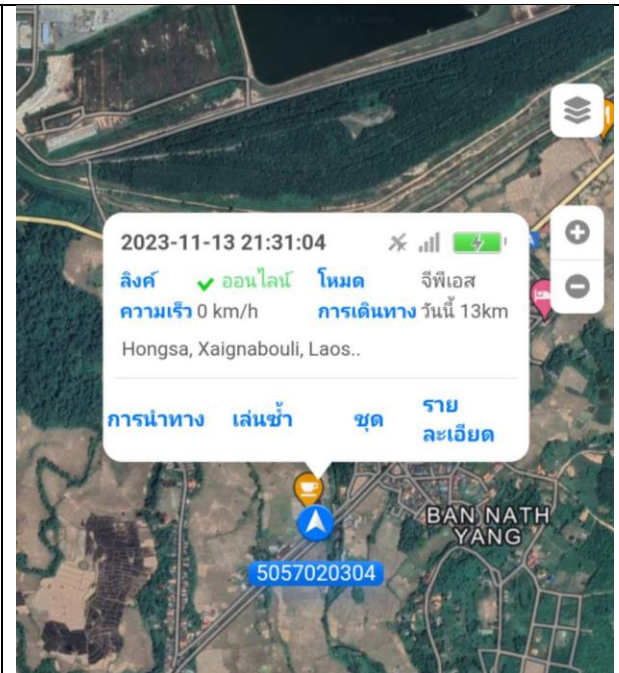 2023-11-13 21:31:04
ลิงค์ ออนไลน์ โหมด จีพีเอส
ความเร็ว 0 km/h การเดินทาง วันนี้ 13km
Hongsa, Xaignabouli, Laos..
การนำทาง เล่นซ้ำ ชุด ราย
ละเอียด
BAN NATH
YANG
5057020304